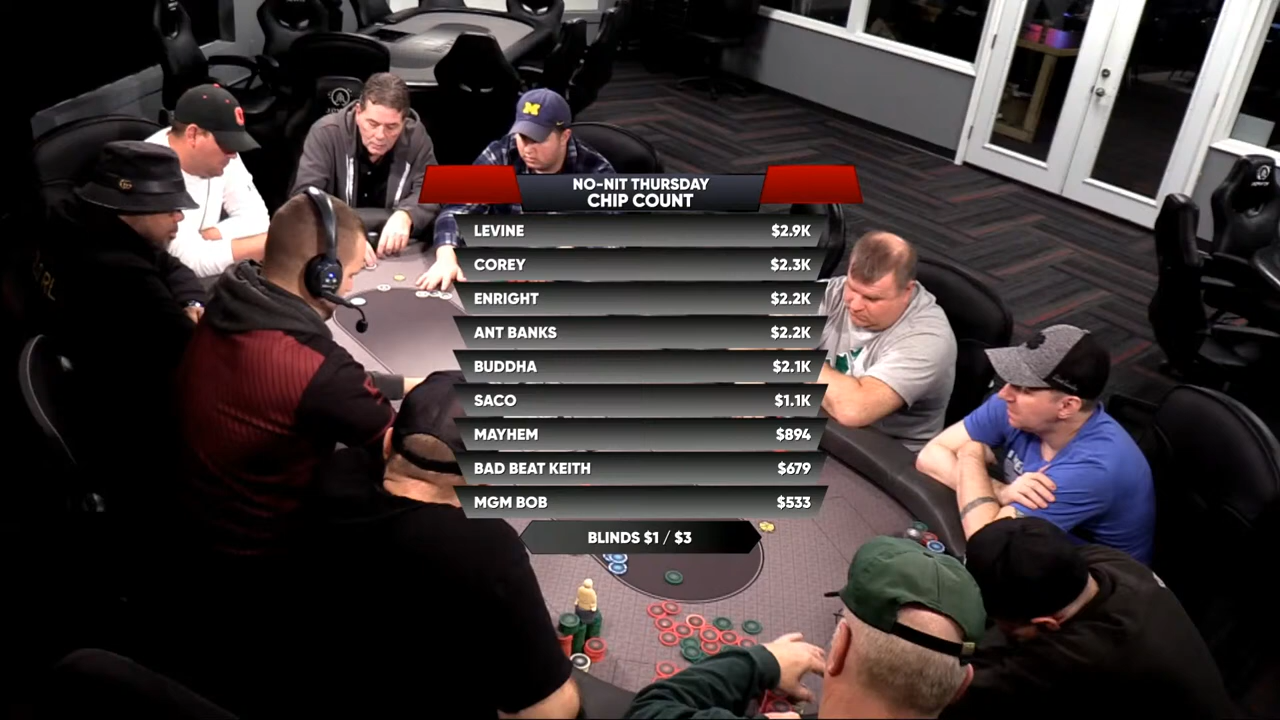 NO-NIT THURSDAY
CHIP COUNT
LEVINE $2.9K
COREY $2.3K
ENRIGHT $2.2K
ANT BANKS $2.2K
BUDDHA $2.1K
SACO $1.1K
MAYHEM $894
BAD BEAT KEITH $679
MGM BOB $533
BLINDS $1 / $3
M